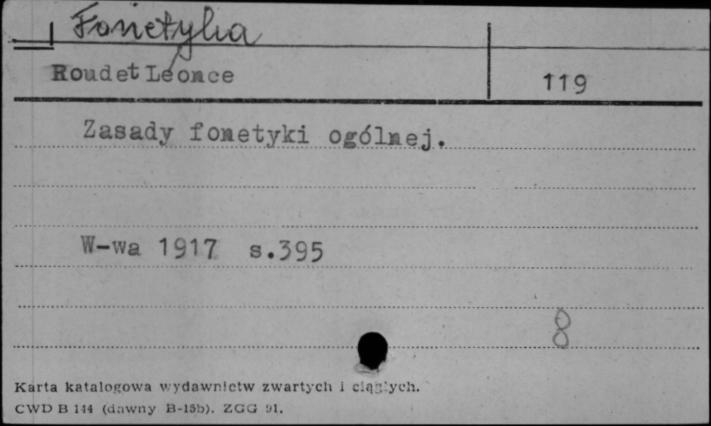 Fonetyka
Roudet Léonce
119
Zasady fonetyki ogólnej.
W-wa 1917 s.395
8
Karta katalogowa wydawnictw zwartych i ciągłych.
CWD B 144 (dawny B-15b). ZGG 91.